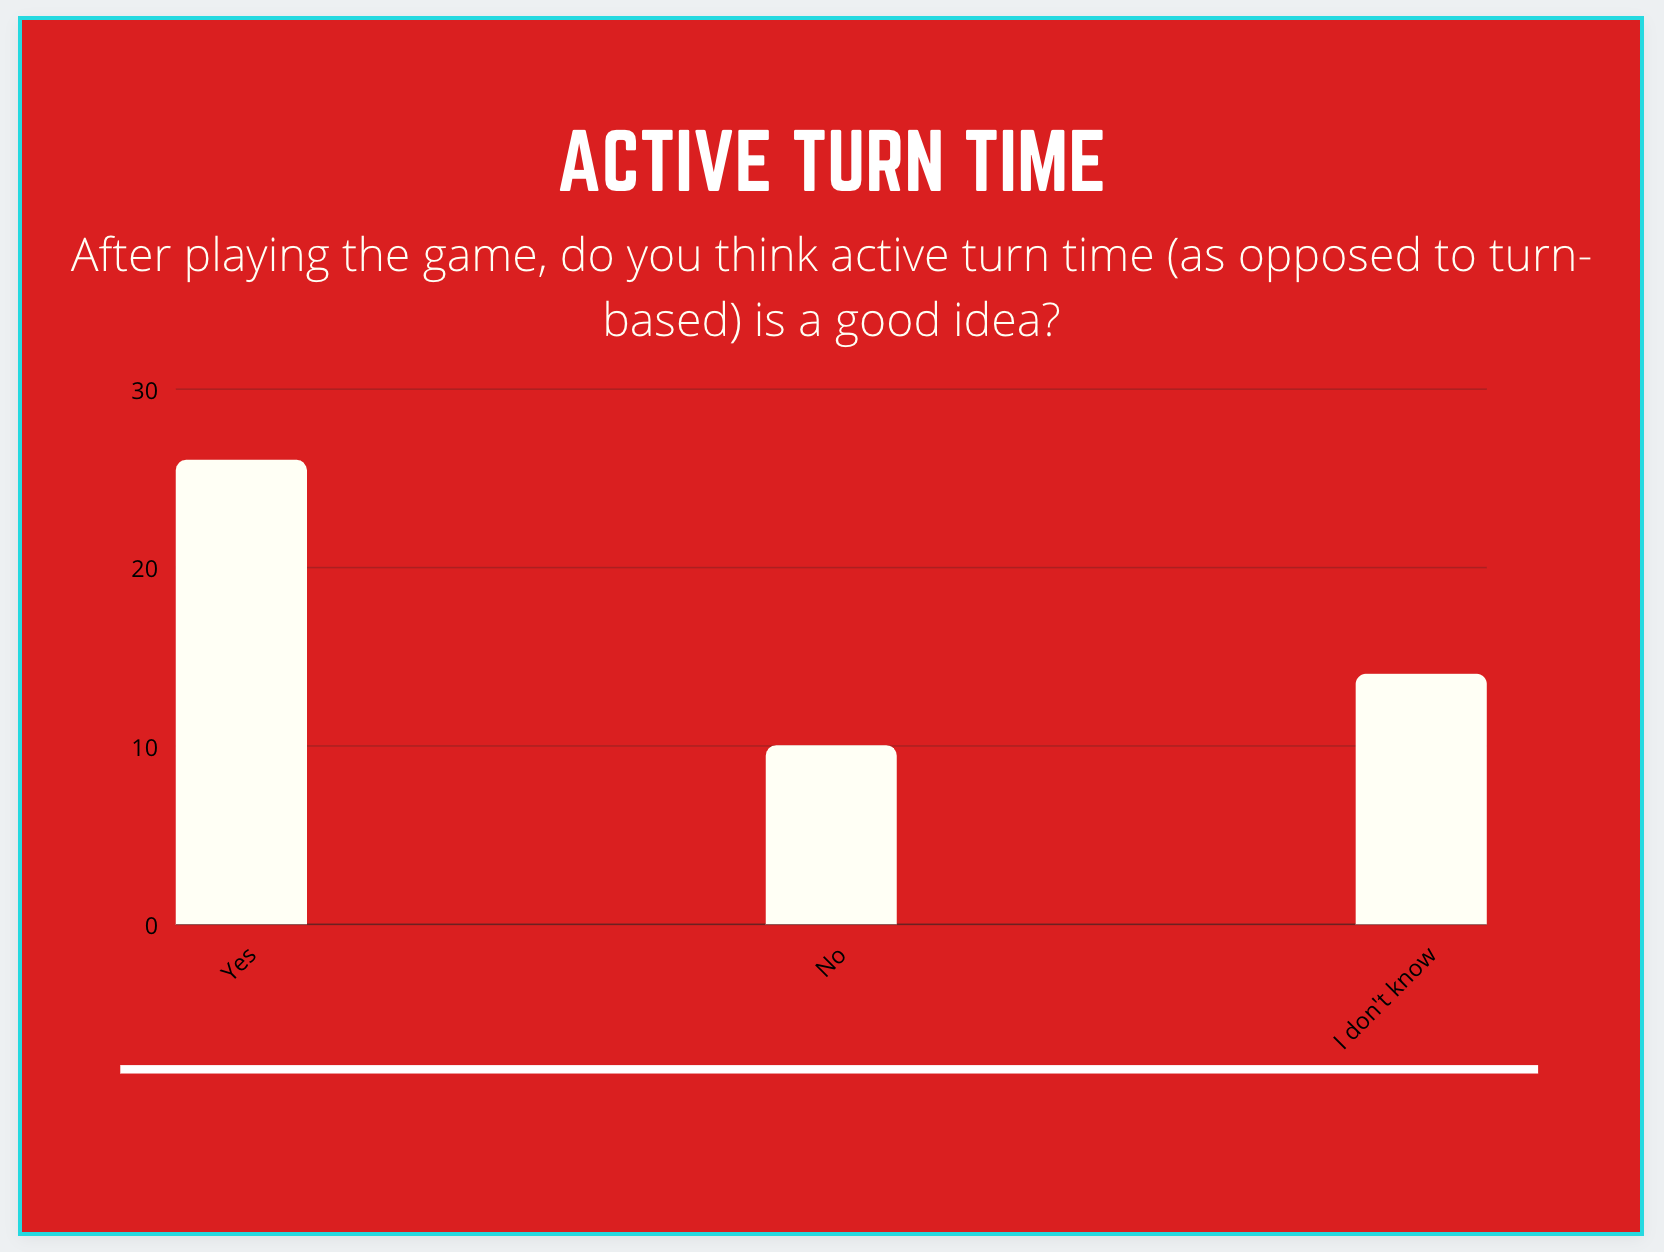 ACTIVE TURN TIME
After playing the game, do you think active turn time (as opposed to turn-
based) is a good idea?
30
20
10
0
Yes
No
I don't know